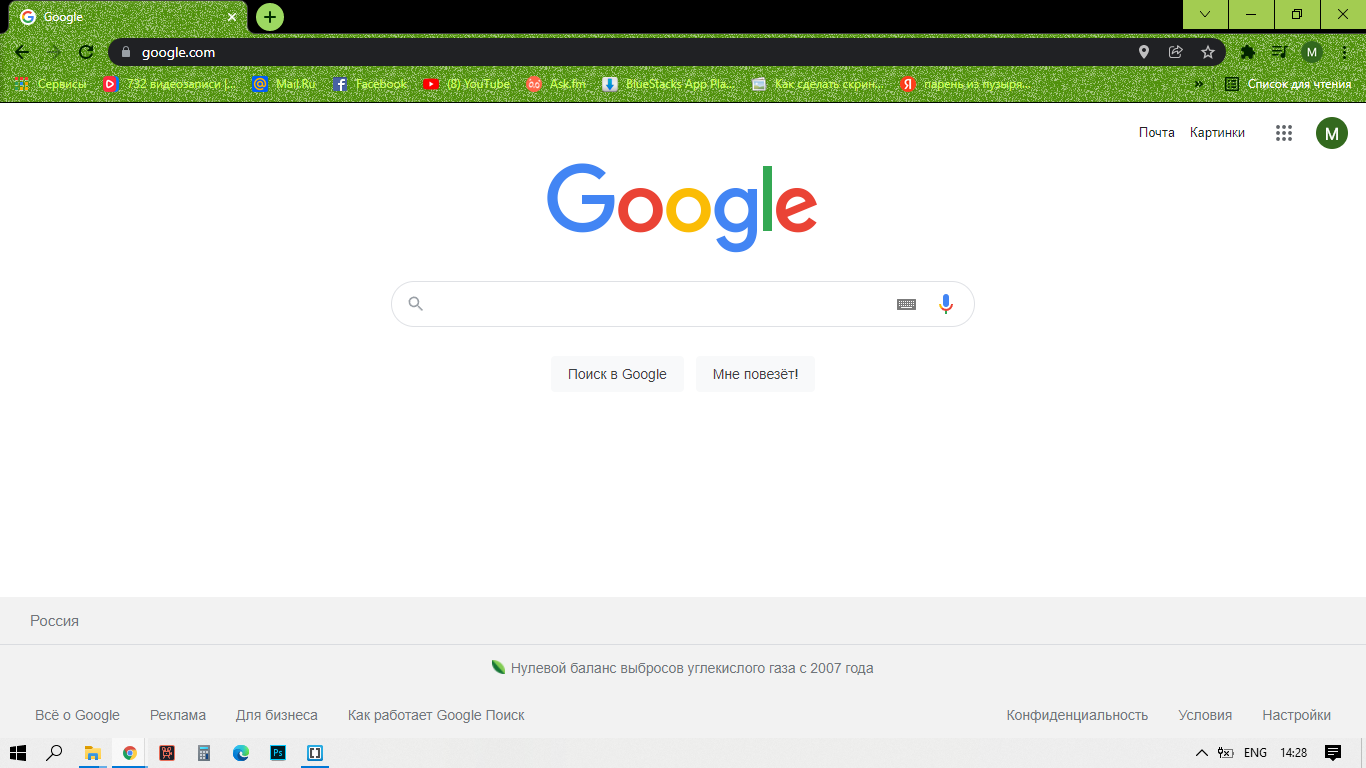 Google
google.com
M
Сервисы 732 видеозаписи |... Mail.Ru Facebook (8) YouTube Ask.fm BlueStacks App Pla... Как сделать скрин... парень из пузыря... » Список для чтения
Почта Картинки M
Google
Поиск в Google Мне повезёт!
Россия
Нулевой баланс выбросов углекислого газа с 2007 года
Всё о Google Реклама Для бизнеса Как работает Google Поиск Конфиденциальность Условия Настройки
Ps ENG 14:28